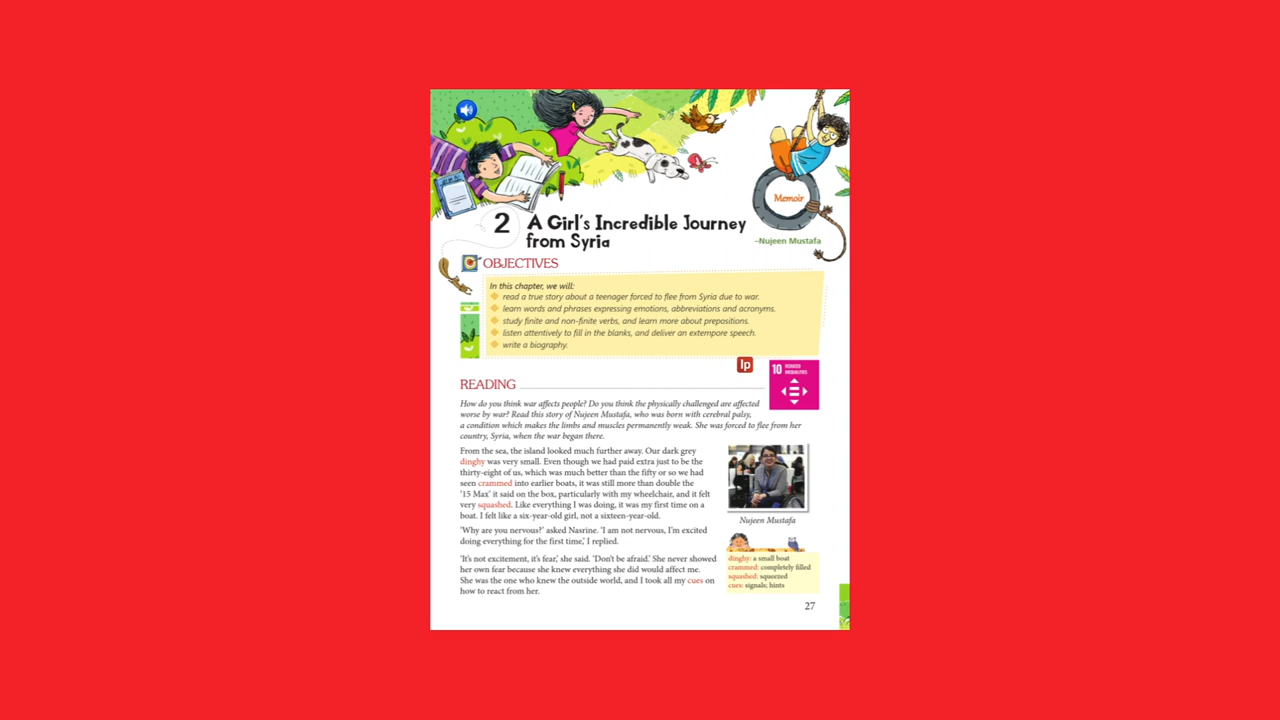 Memoir
2 A Girl's Incredible Journey
from Syria
–Nujeen Mustafa
OBJECTIVES
In this chapter, we will:
read a true story about a teenager forced to flee from Syria due to war.
learn words and phrases expressing emotions, abbreviations and acronyms.
study finite and non-finite verbs, and learn more about prepositions.
listen attentively to fill in the blanks, and deliver an extempore speech.
write a biography.
lp
10 REDUCED
INEQUALITIES
READING
How do you think war affects people? Do you think the physically challenged are affected
worse by war? Read this story of Nujeen Mustafa, who was born with cerebral palsy,
a condition which makes the limbs and muscles permanently weak. She was forced to flee from her
country, Syria, when the war began there.
From the sea, the island looked much further away. Our dark grey
dinghy was very small. Even though we had paid extra just to be the
thirty-eight of us, which was much better than the fifty or so we had
seen crammed into earlier boats, it was still more than double the
'15 Max' it said on the box, particularly with my wheelchair, and it felt
very squashed. Like everything I was doing, it was my first time on a
boat. I felt like a six-year-old girl, not a sixteen-year-old.
'Why are you nervous?' asked Nasrine. 'I am not nervous, I'm excited
doing everything for the first time,' I replied.
'It's not excitement, it's fear,' she said. 'Don't be afraid.' She never showed
her own fear because she knew everything she did would affect me.
She was the one who knew the outside world, and I took all my cues on
how to react from her.
Nujeen Mustafa
dinghy: a small boat
crammed: completely filled
squashed: squeezed
cues: signals; hints
27